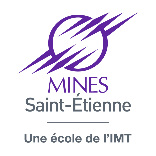 MINES
Saint-Étienne
Une école de l'IMT